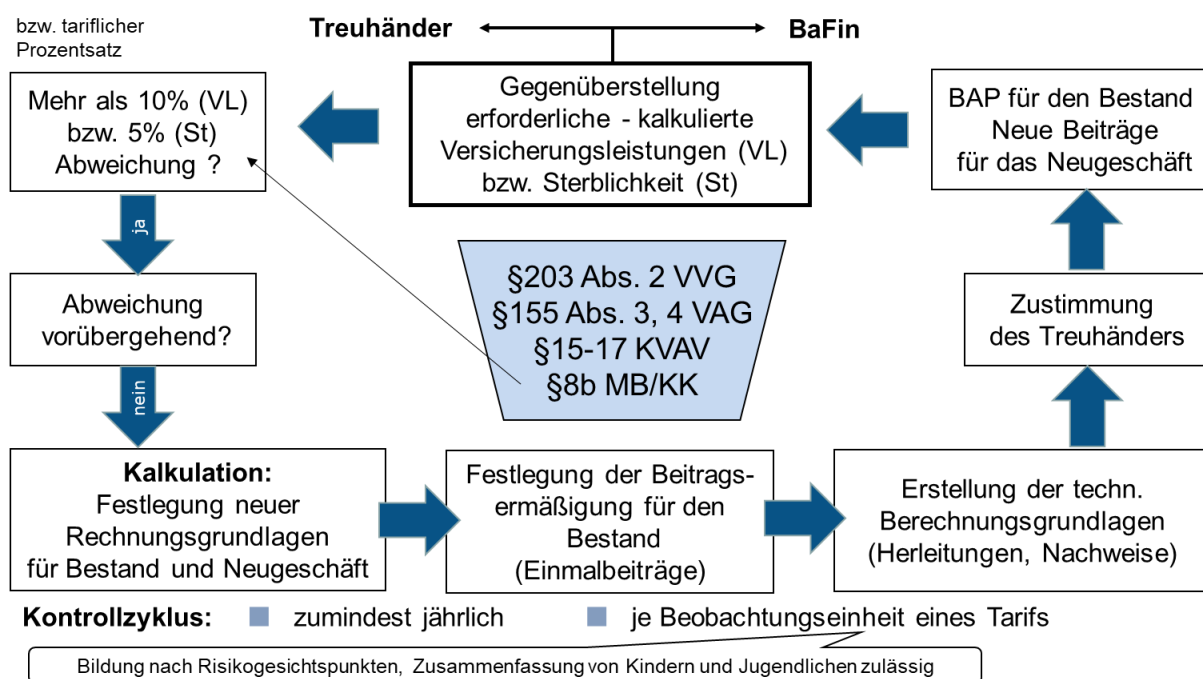 bzw. tariflicher
Prozentsatz
Treuhänder
BaFin
Mehr als 10% (VL)
bzw. 5% (St)
Abweichung ?
Gegenüberstellung
erforderliche - kalkulierte
Versicherungsleistungen (VL)
bzw. Sterblichkeit (St)
BAP für den Bestand
Neue Beiträge
für das Neugeschäft
ja
§203 Abs. 2 VVG
§155 Abs. 3, 4 VAG
§15-17 KVAV
§8b MB/KK
Abweichung
vorübergehend?
Zustimmung
des Treuhänders
nein
Kalkulation:
Festlegung neuer
Rechnungsgrundlagen
für Bestand und Neugeschäft
Festlegung der Beitrags-
ermäßigung für den
Bestand
(Einmalbeiträge)
Erstellung der techn.
Berechnungsgrundlagen
(Herleitungen, Nachweise)
Kontrollzyklus: zumindest jährlich je Beobachtungseinheit eines Tarifs
Bildung nach Risikogesichtspunkten, Zusammenfassung von Kindern und Jugendlichen zulässig